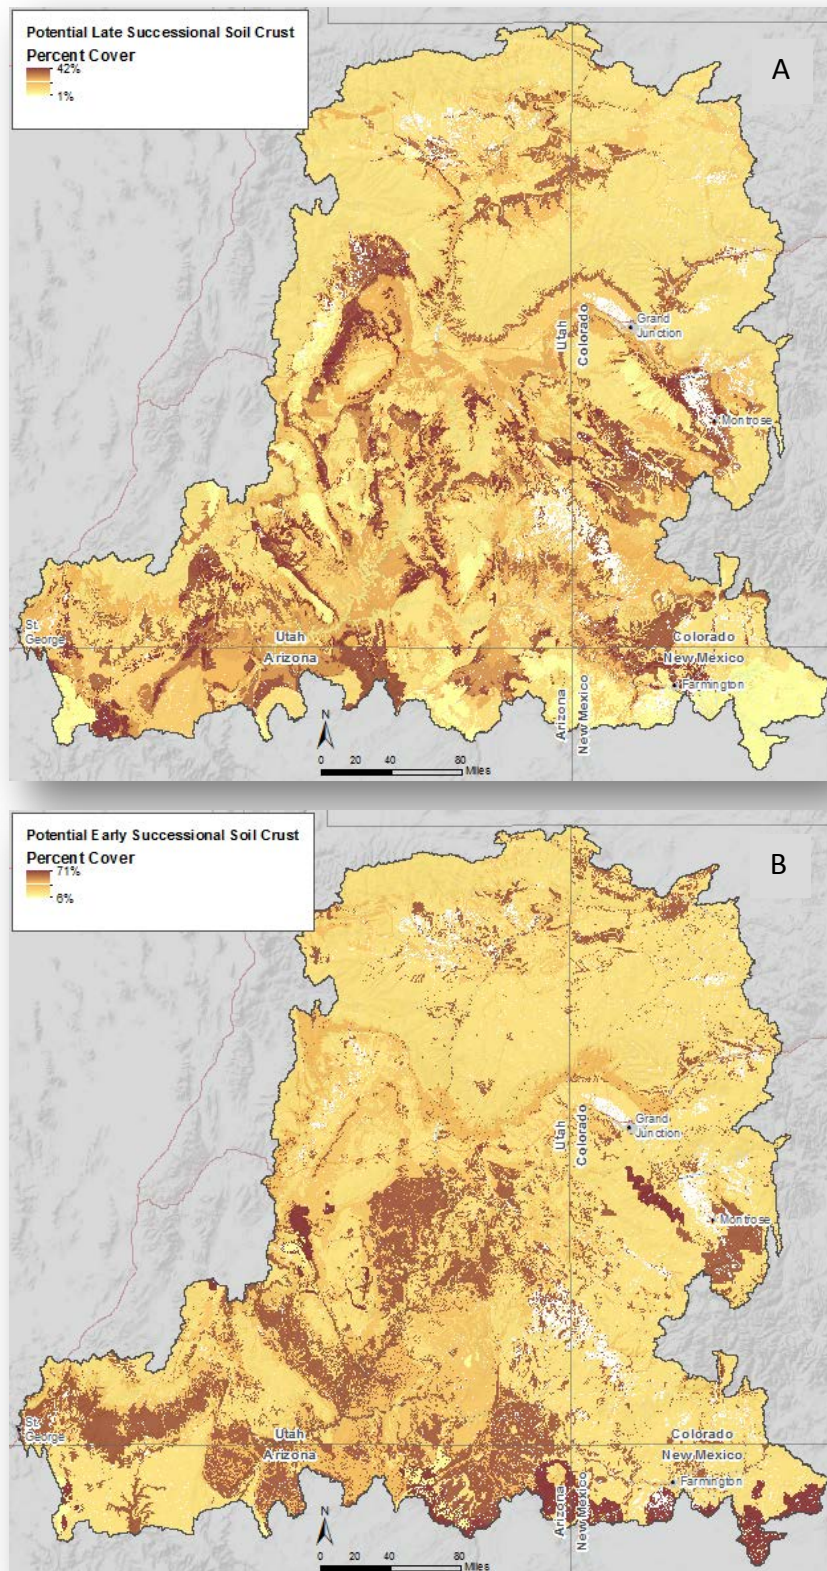 Potential Late Successional Soil Crust
Percent Cover
42%
1%
A
Utah
Colorado
Grand
Junction
Montrose
St.
George
Utah
Arizona
Colorado
New Mexico
Farmington
Arizona
New Mexico
N
0 20 40 80
Miles
Potential Early Successional Soil Crust
Percent Cover
71%
6%
B
Utah
Colorado
Grand
Junction
Montrose
St.
George
Utah
Arizona
Colorado
New Mexico
Farmington
Arizona
New Mexico
N
0 20 40 80
Miles